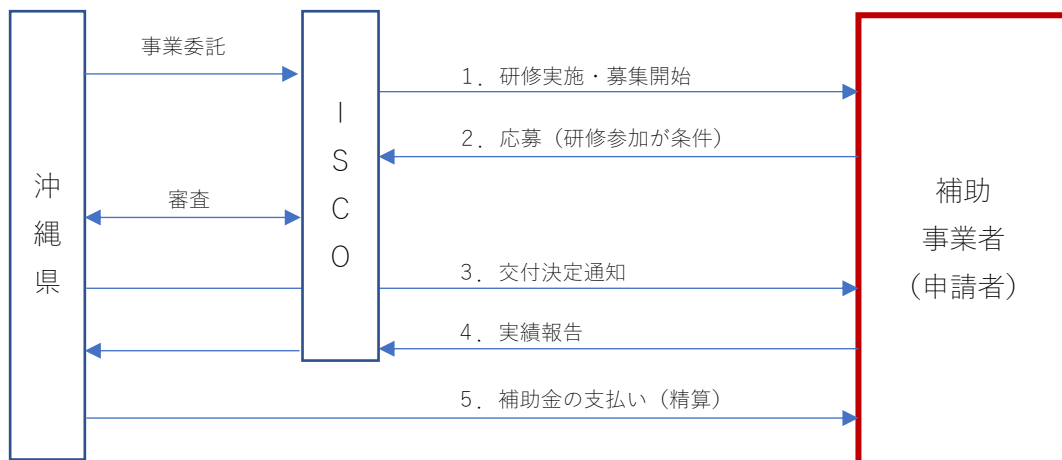 事業委託
1. 研修実施・募集開始
2. 応募（研修参加が条件）
ISCO
沖縄県
審査
補助
事業者
（申請者）
3. 交付決定通知
4. 実績報告
5. 補助金の支払い（精算）